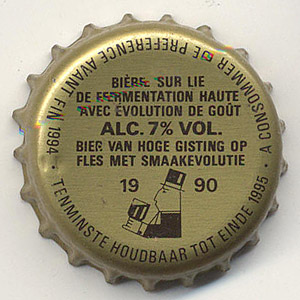 A CONSOMMER DE PREFERENCE AVANT FIN 1994 •
BIÈRE SUR LIE
DE FERMENTATION HAUTE
AVEC ÉVOLUTION DE GOÛT
ALC. 7% VOL.
BIER VAN HOGE GISTING OP
FLES MET SMAAKEVOLUTIE
19 90
TENMINSTE HOUDBAAR TOT EINDE 1995 •